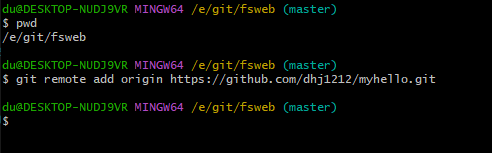 du@DESKTOP-NUDJ9VR MINGW64 /e/git/fsweb (master)
$ pwd
/e/git/fsweb
du@DESKTOP-NUDJ9VR MINGW64 /e/git/fsweb (master)
$ git remote add origin https://github.com/dhj1212/myhello.git
du@DESKTOP-NUDJ9VR MINGW64 /e/git/fsweb (master)
$